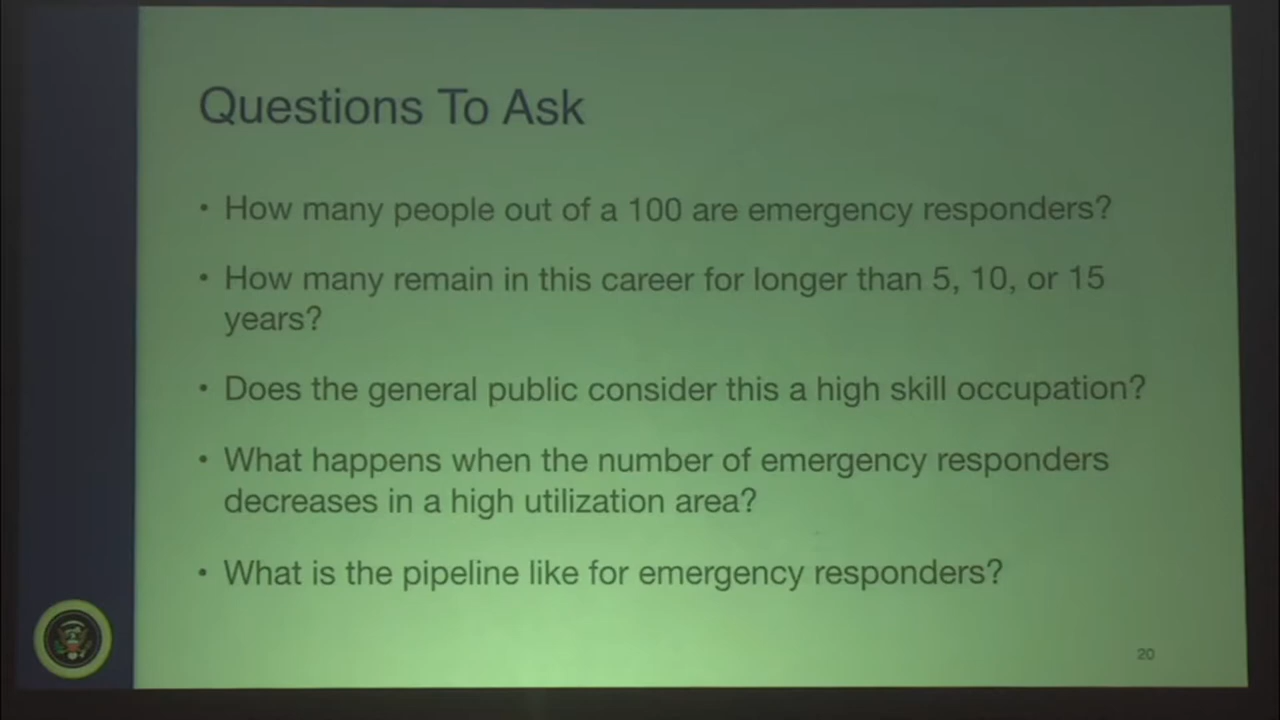 Questions To Ask
• How many people out of a 100 are emergency responders?
• How many remain in this career for longer than 5, 10, or 15
years?
• Does the general public consider this a high skill occupation?
• What happens when the number of emergency responders
decreases in a high utilization area?
• What is the pipeline like for emergency responders?
20